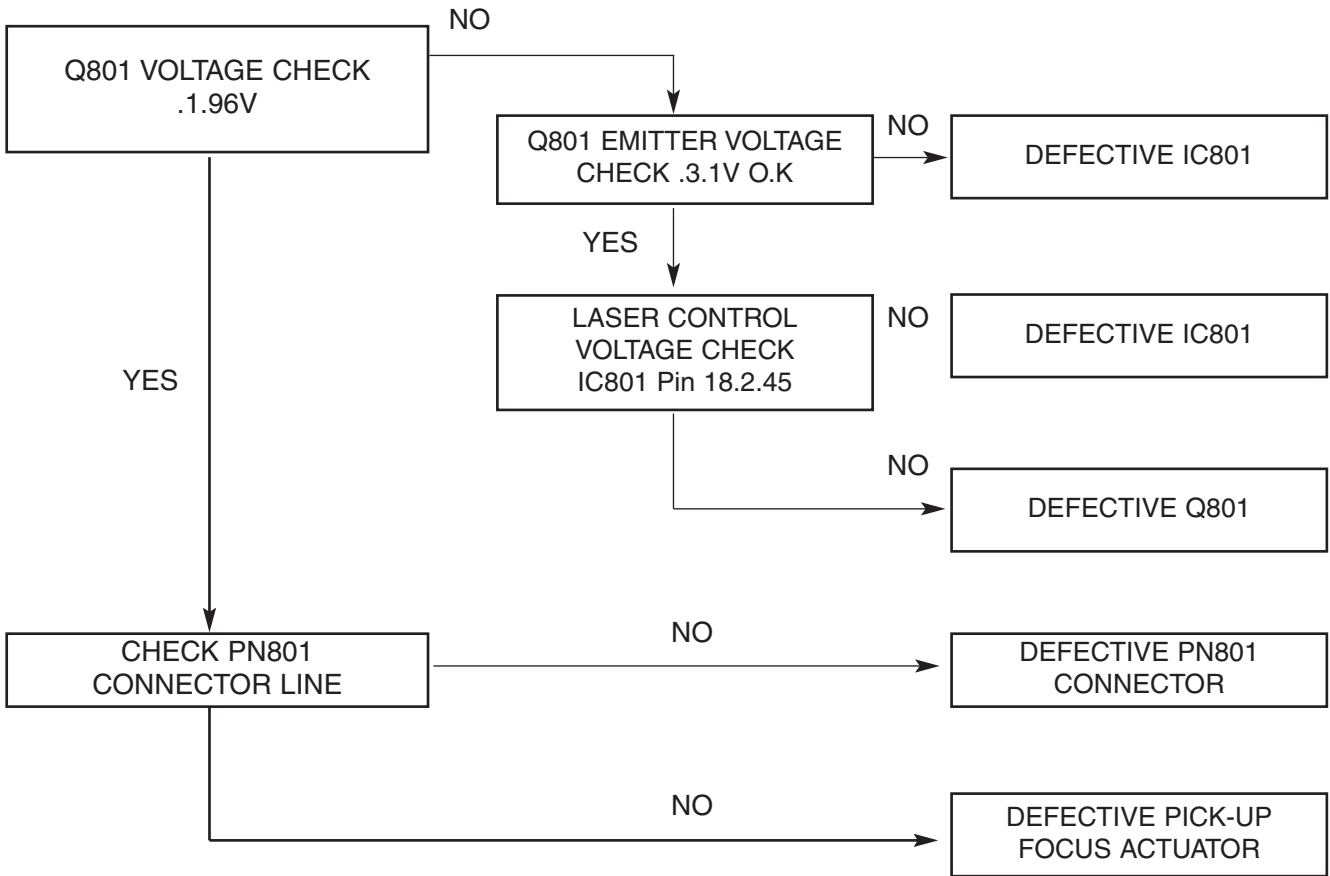 NO
Q801 VOLTAGE CHECK
.1.96V
Q801 EMITTER VOLTAGE
CHECK .3.1V O.K
NO
DEFECTIVE IC801
YES
LASER CONTROL
VOLTAGE CHECK
IC801 Pin 18.2.45
NO
DEFECTIVE IC801
YES
NO
DEFECTIVE Q801
CHECK PN801
CONNECTOR LINE
NO
DEFECTIVE PN801
CONNECTOR
NO
DEFECTIVE PICK-UP
FOCUS ACTUATOR